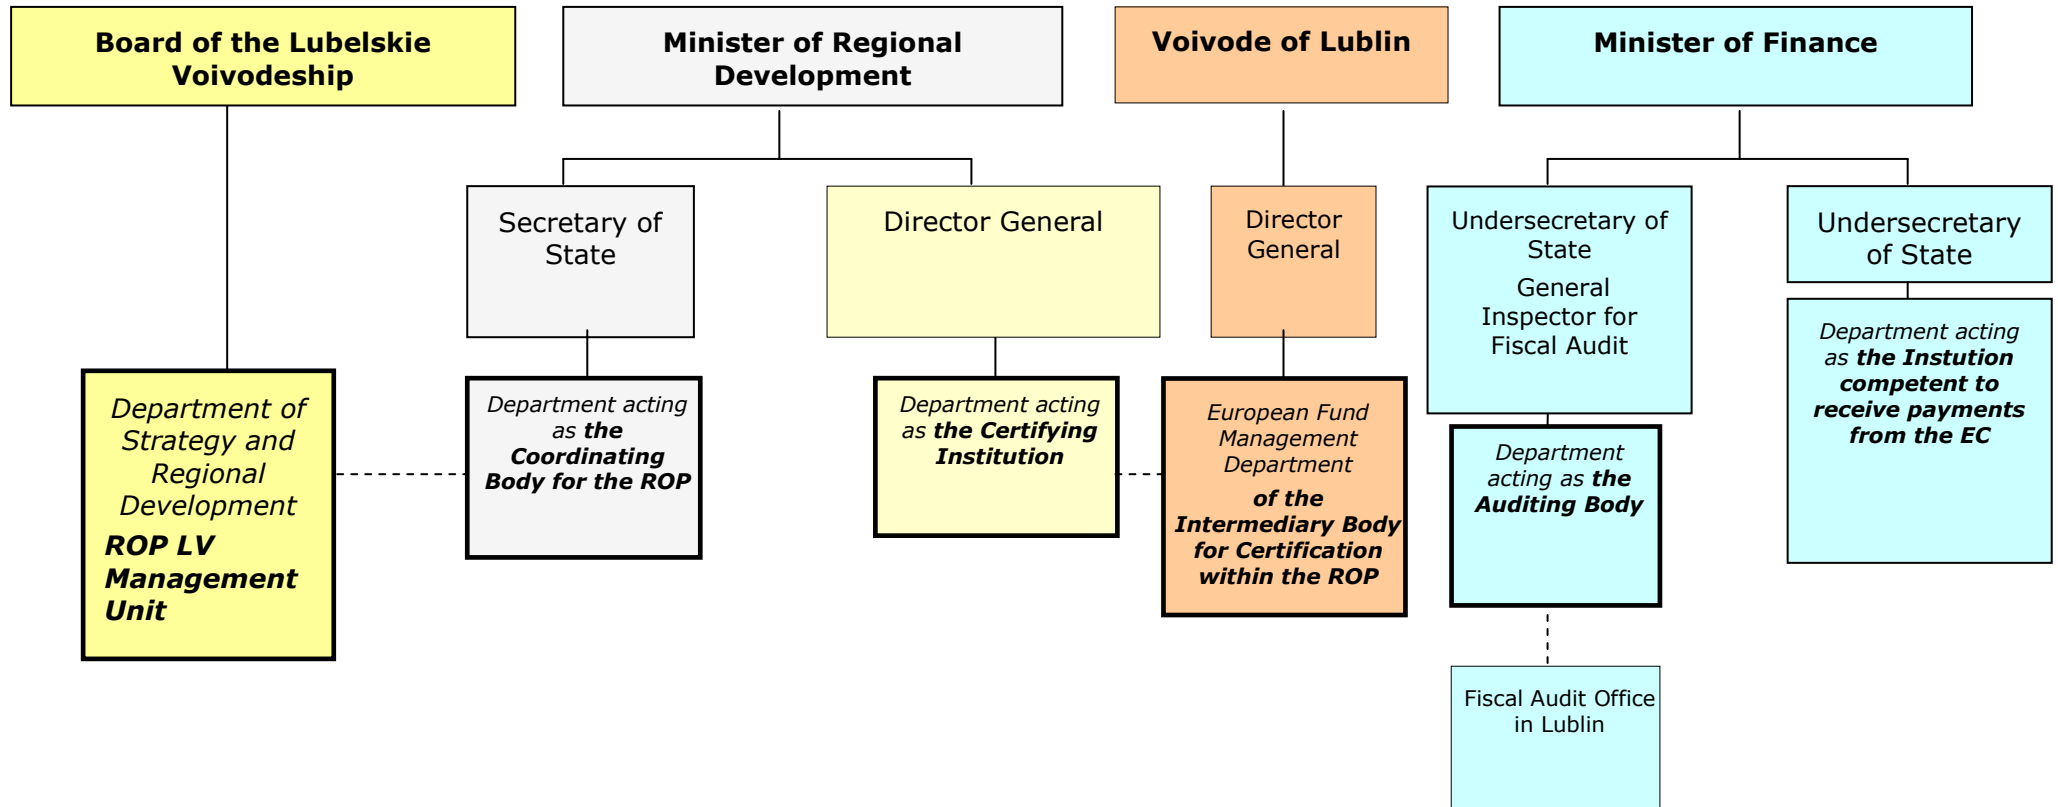 Board of the Lubelskie
Voivodeship
Minister of Regional
Development
Voivode of Lublin
Minister of Finance
Secretary of
State
Director General
Director
General
Undersecretary of
State
General
Inspector for
Fiscal Audit
Undersecretary
of State
Department of
Strategy and
Regional
Development
ROP LV
Management
Unit
Department acting
as the
Coordinating
Body for the ROP
Department acting
as the Certifying
Institution
European Fund
Management
Department
of the
Intermediary Body
for Certification
within the ROP
Department
acting as the
Auditing Body
Department acting
as the Instution
competent to
receive payments
from the EC
Fiscal Audit Office
in Lublin